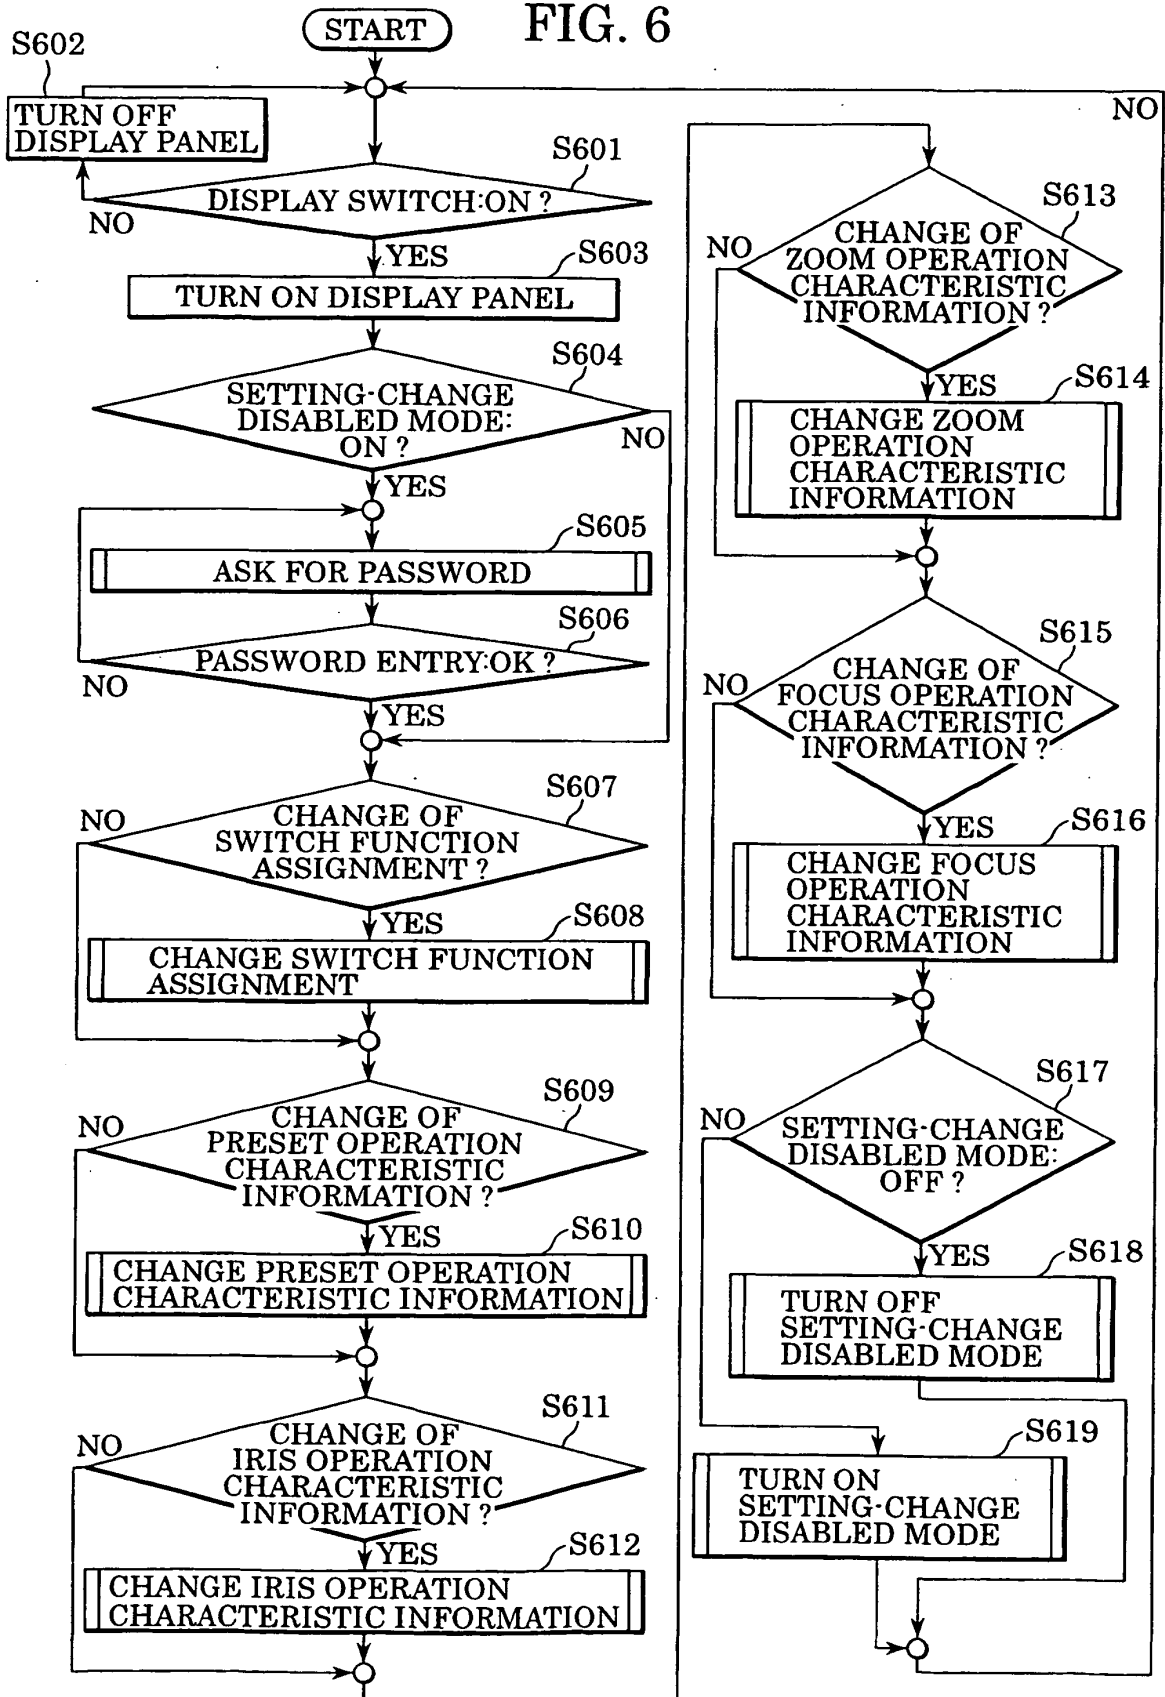 FIG. 6
START
S602
TURN OFF
DISPLAY PANEL
S601
DISPLAY SWITCH:ON ?
NO
YES
S603
TURN ON DISPLAY PANEL
S604
SETTING-CHANGE
DISABLED MODE:
ON ?
NO
YES
S605
ASK FOR PASSWORD
S606
PASSWORD ENTRY:OK ?
NO
YES
S607
NO
CHANGE OF
SWITCH FUNCTION
ASSIGNMENT ?
YES
S608
CHANGE SWITCH FUNCTION
ASSIGNMENT
S609
NO
CHANGE OF
PRESET OPERATION
CHARACTERISTIC
INFORMATION ?
YES
S610
CHANGE PRESET OPERATION
CHARACTERISTIC INFORMATION
S611
NO
CHANGE OF
IRIS OPERATION
CHARACTERISTIC
INFORMATION ?
YES
S612
CHANGE IRIS OPERATION
CHARACTERISTIC INFORMATION
NO
S613
NO
CHANGE OF
ZOOM OPERATION
CHARACTERISTIC
INFORMATION ?
YES
S614
CHANGE ZOOM
OPERATION
CHARACTERISTIC
INFORMATION
S615
NO
CHANGE OF
FOCUS OPERATION
CHARACTERISTIC
INFORMATION ?
YES
S616
CHANGE FOCUS
OPERATION
CHARACTERISTIC
INFORMATION
S617
NO
SETTING-CHANGE
DISABLED MODE:
OFF ?
YES
S618
TURN OFF
SETTING-CHANGE
DISABLED MODE
S619
TURN ON
SETTING-CHANGE
DISABLED MODE